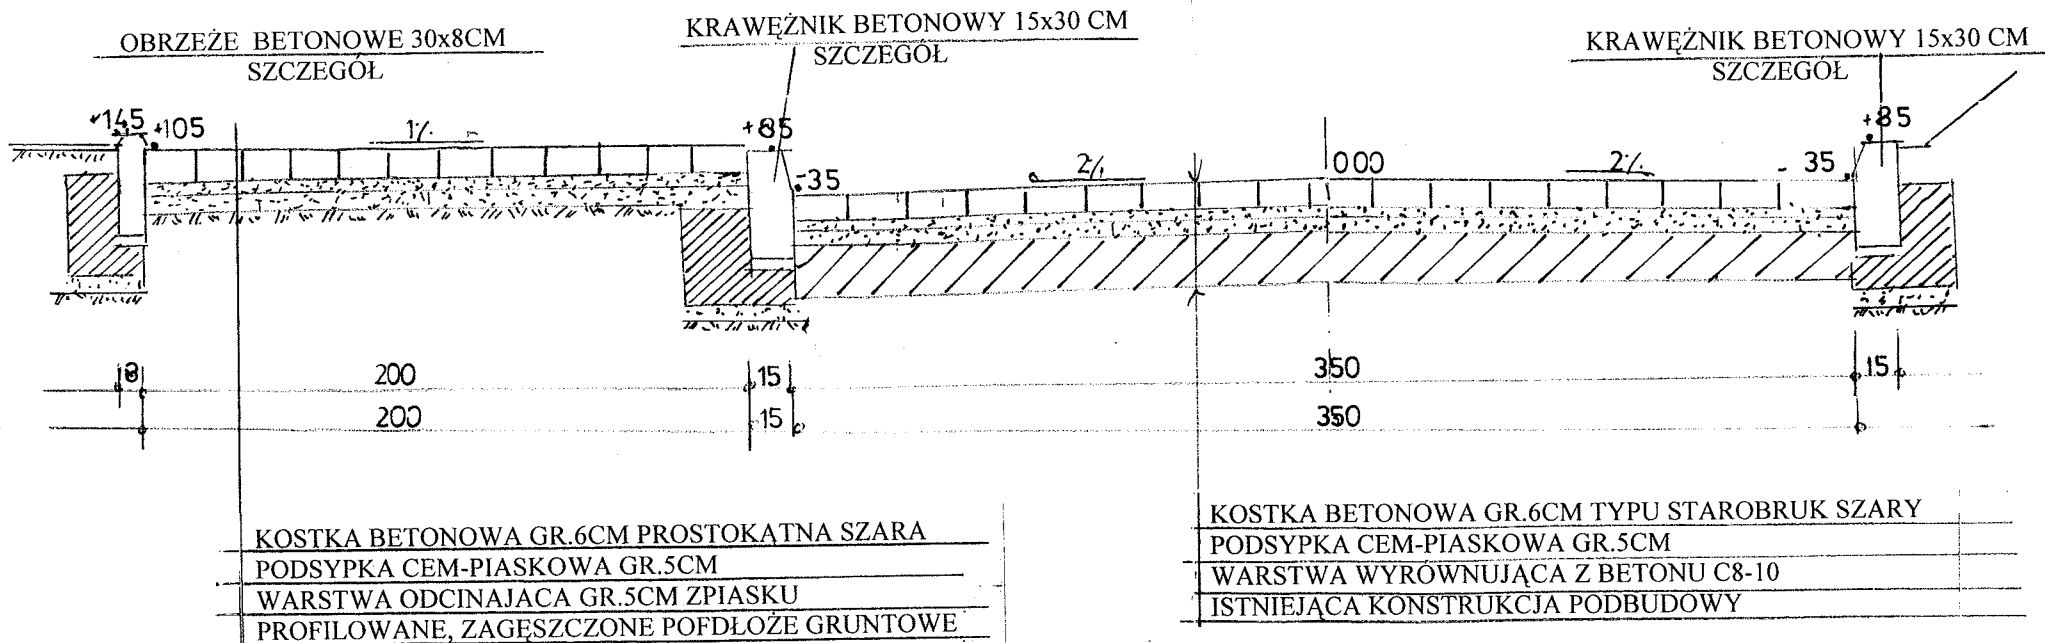 OBRZEŻE BETONOWE 30x8CM
SZCZEGÓŁ
KRAWĘŻNIK BETONOWY 15x30 CM
SZCZEGÓŁ
KRAWĘŻNIK BETONOWY 15x30 CM
SZCZEGÓŁ
+145 +105 1% +85 -35 2% 000 2% -35 +85
8 200 15 350 15
200 15 350
KOSTKA BETONOWA GR.6CM PROSTOKĄTNA SZARA
PODSYPKA CEM-PIASKOWA GR.5CM
WARSTWA ODCINAJACA GR.5CM ZPIASKU
PROFILOWANE, ZAGĘSZCZONE POFDŁOŻE GRUNTOWE
KOSTKA BETONOWA GR.6CM TYPU STAROBRUK SZARY
PODSYPKA CEM-PIASKOWA GR.5CM
WARSTWA WYRÓWNUJĄCA Z BETONU C8-10
ISTNIEJĄCA KONSTRUKCJA PODBUDOWY